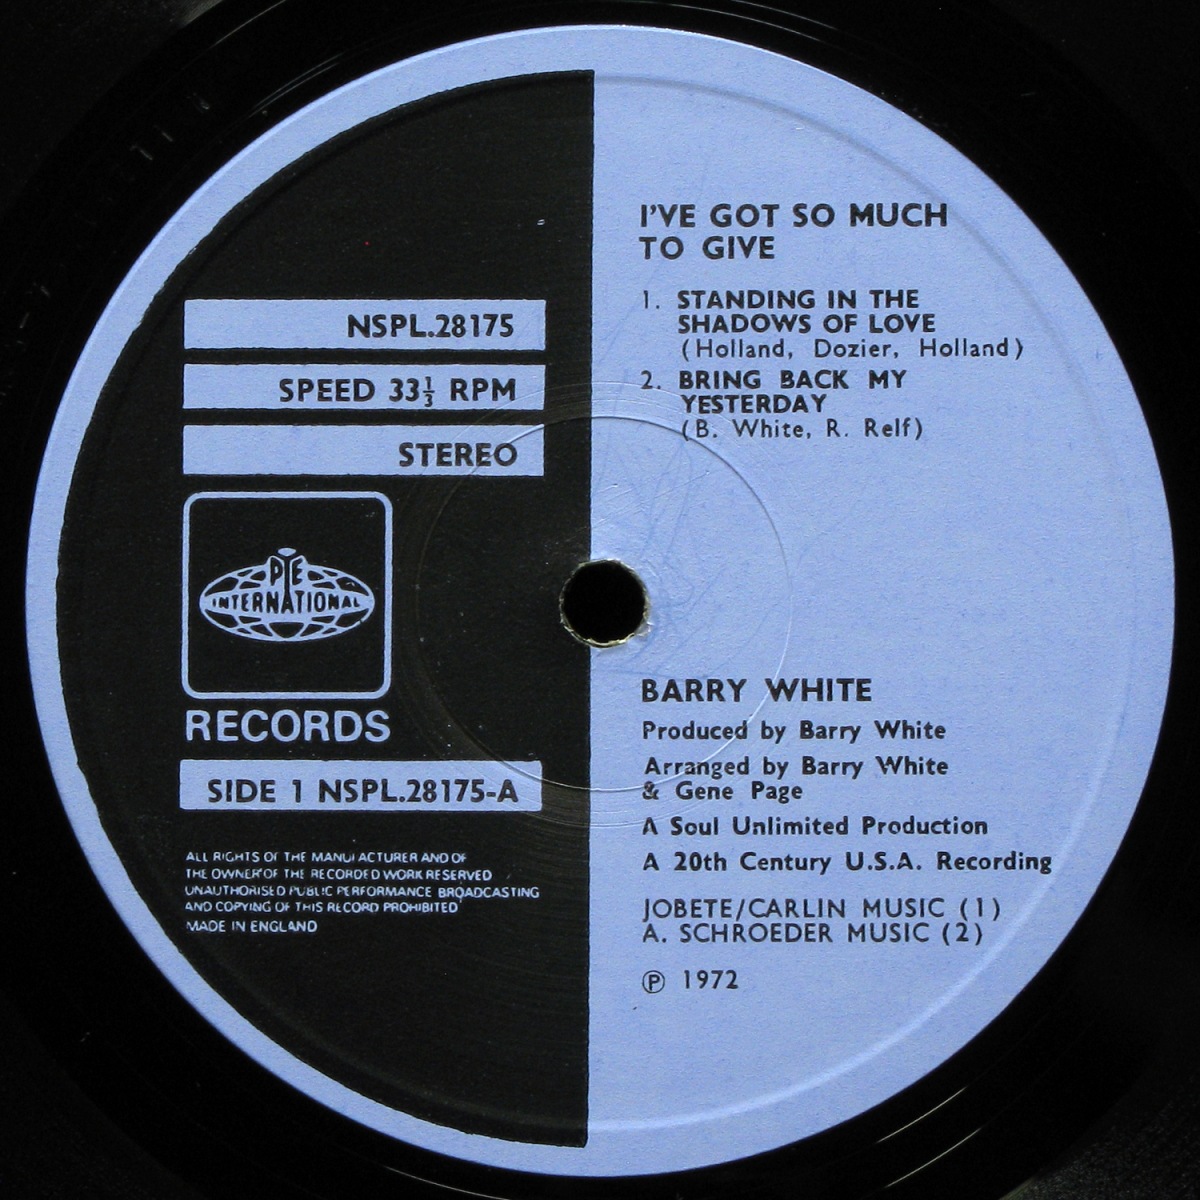 NSPL.28175
SPEED 33⅓ RPM
STEREO
PYE
INTERNATIONAL
RECORDS
SIDE 1 NSPL.28175-A
ALL RIGHTS OF THE MANUFACTURER AND OF
THE OWNER OF THE RECORDED WORK RESERVED
UNAUTHORISED PUBLIC PERFORMANCE BROADCASTING
AND COPYING OF THIS RECORD PROHIBITED
MADE IN ENGLAND
I'VE GOT SO MUCH
TO GIVE
1. STANDING IN THE
SHADOWS OF LOVE
(Holland, Dozier, Holland)
2. BRING BACK MY
YESTERDAY
(B. White, R. Relf)
BARRY WHITE
Produced by Barry White
Arranged by Barry White
& Gene Page
A Soul Unlimited Production
A 20th Century U.S.A. Recording
JOBETE/CARLIN MUSIC (1)
A. SCHROEDER MUSIC (2)
℗ 1972